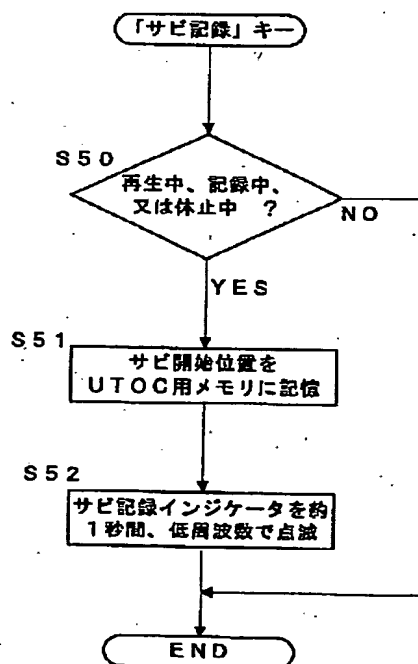 「サビ記録」キー
S50
再生中、記録中、
又は休止中 ?
NO
YES
S51
サビ開始位置を
UTOC用メモリに記憶
S52
サビ記録インジケータを約
1秒間、低周波数で点滅
END